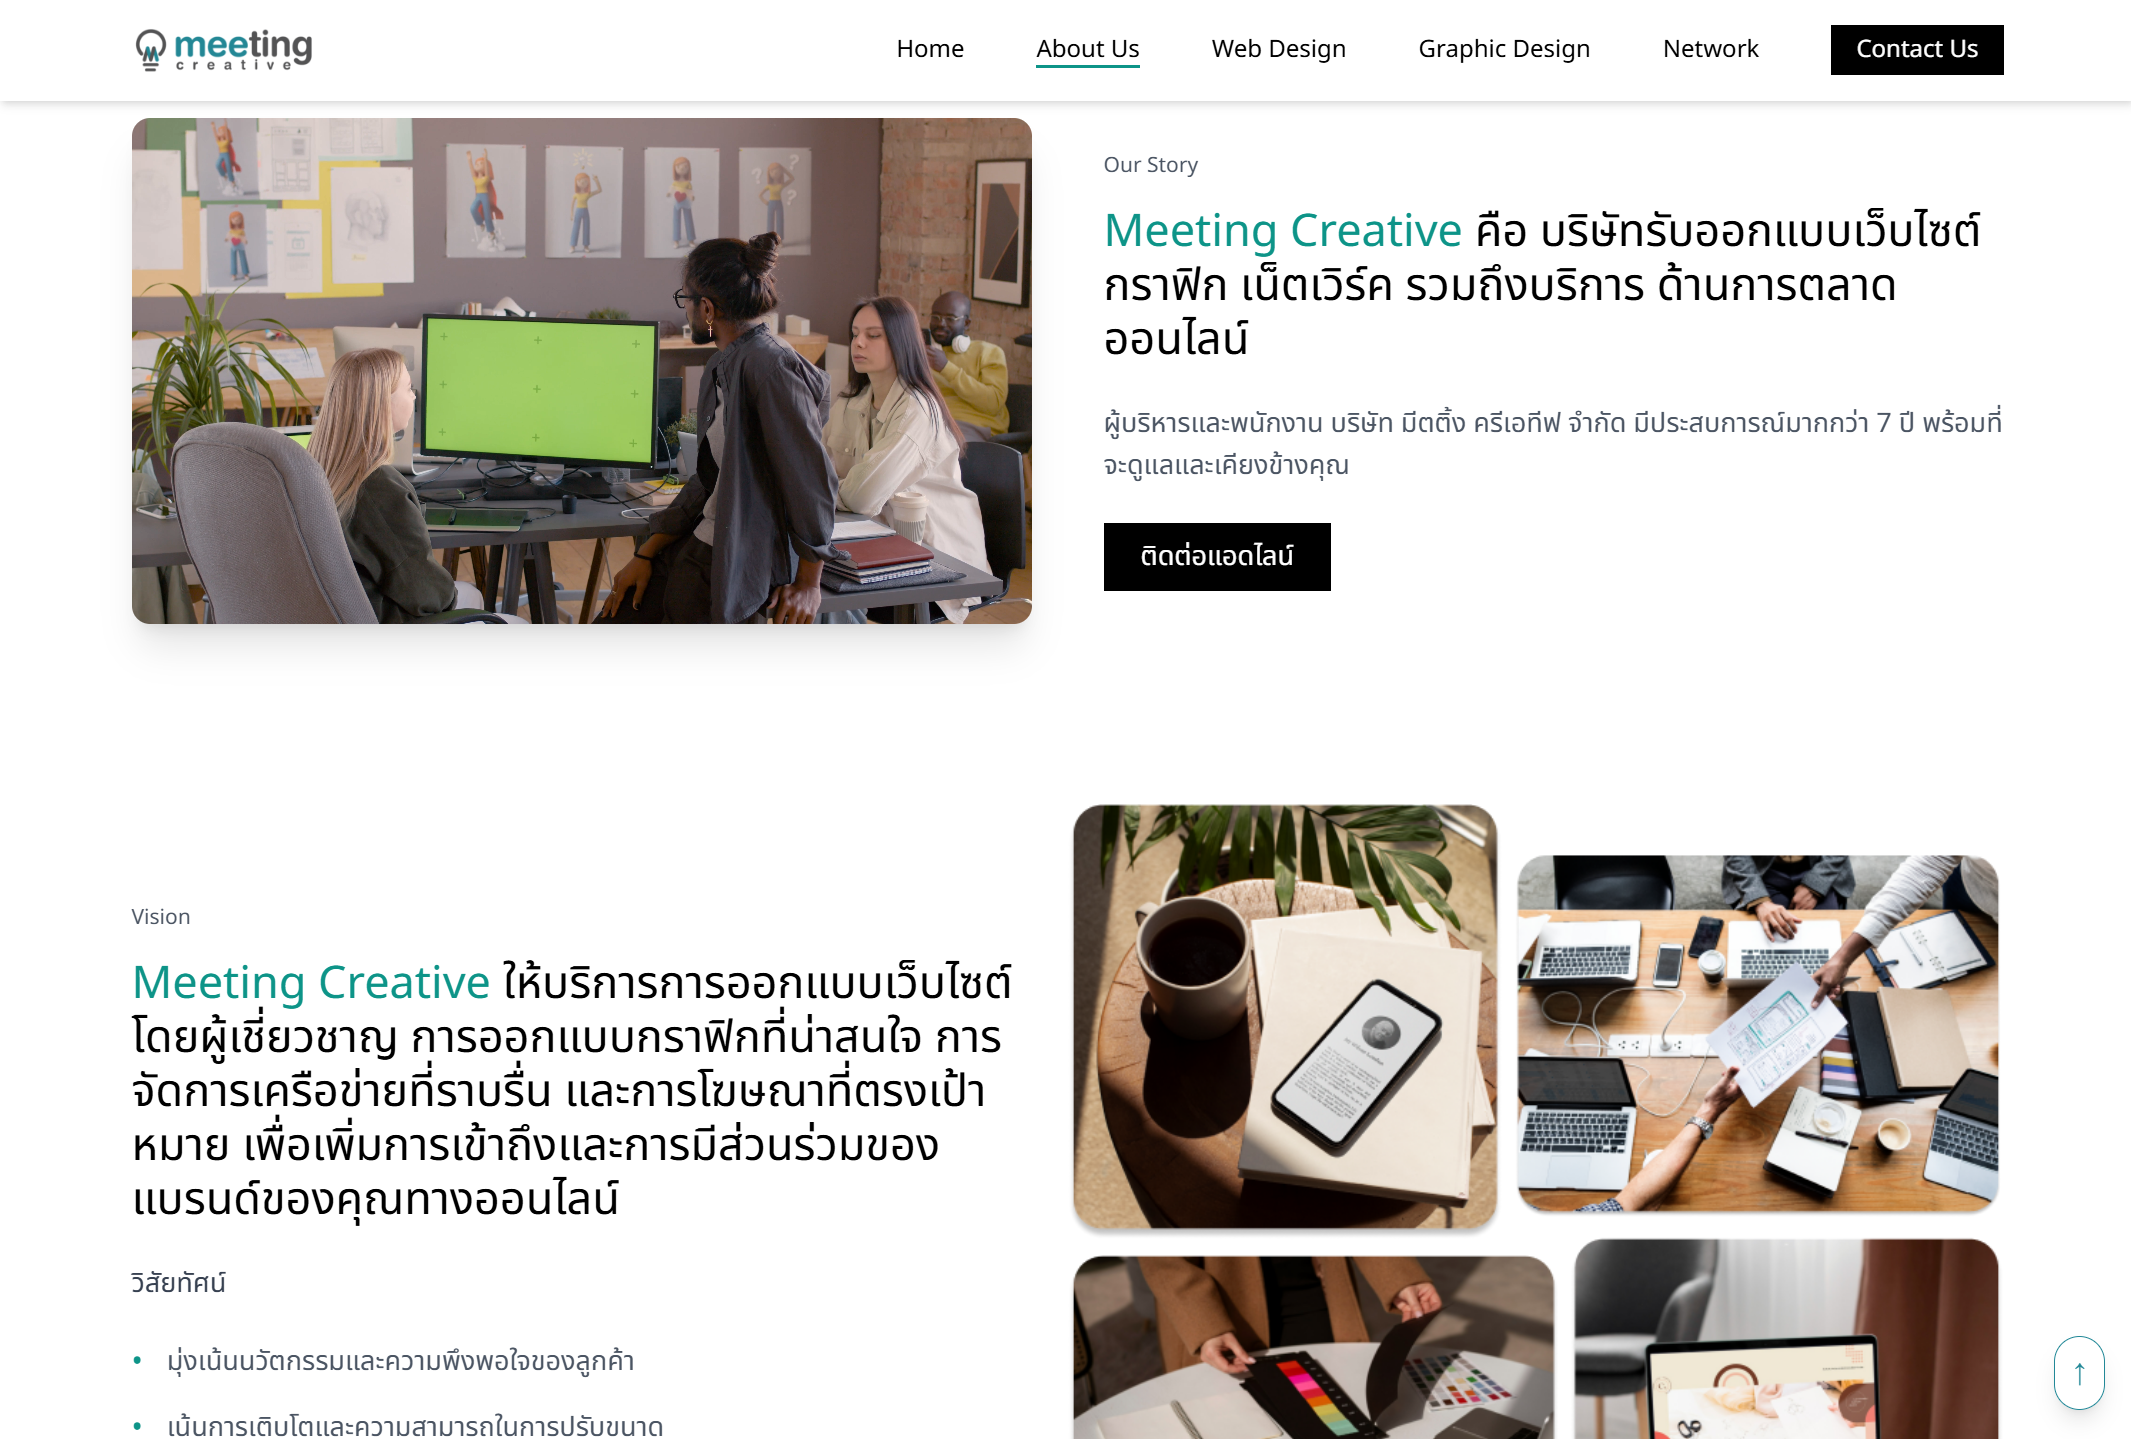 meeting
creative
Home
About Us
Web Design
Graphic Design
Network
Contact Us
Our Story
Meeting Creative คือ บริษัทรับออกแบบเว็บไซต์
กราฟิก เน็ตเวิร์ค รวมถึงบริการ ด้านการตลาด
ออนไลน์
ผู้บริหารและพนักงาน บริษัท มีตติ้ง ครีเอทีฟ จำกัด มีประสบการณ์มากกว่า 7 ปี พร้อมที่
จะดูแลและเคียงข้างคุณ
ติดต่อแอดไลน์
Vision
Meeting Creative ให้บริการการออกแบบเว็บไซต์
โดยผู้เชี่ยวชาญ การออกแบบกราฟิกที่น่าสนใจ การ
จัดการเครือข่ายที่ราบรื่น และการโฆษณาที่ตรงเป้า
หมาย เพื่อเพิ่มการเข้าถึงและการมีส่วนร่วมของ
แบรนด์ของคุณทางออนไลน์
วิสัยทัศน์
• มุ่งเน้นนวัตกรรมและความพึงพอใจของลูกค้า
• เน้นการเติบโตและความสามารถในการปรับขนาด
↑